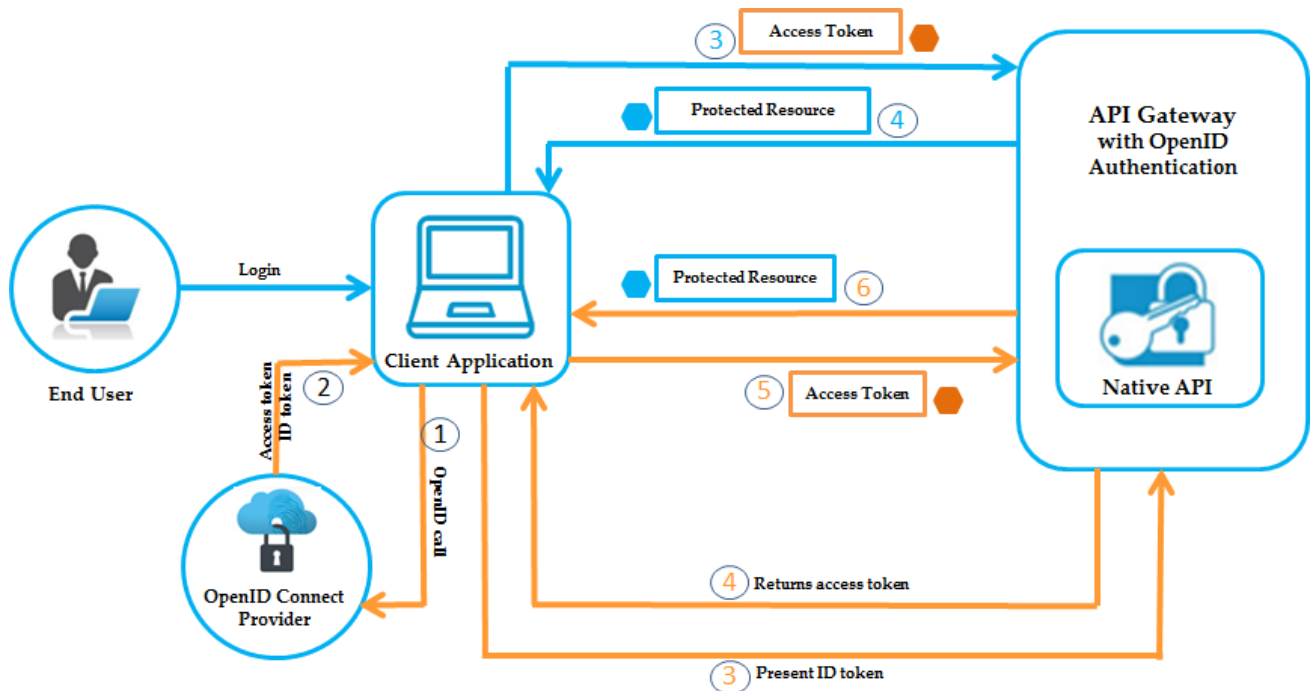 3
Access Token
Protected Resource
4
API Gateway
with OpenID
Authentication
Login
Protected Resource
6
Client Application
End User
2
Access token
ID token
5
Access Token
Native API
1
OpenID call
OpenID Connect
Provider
4
Returns access token
3
Present ID token